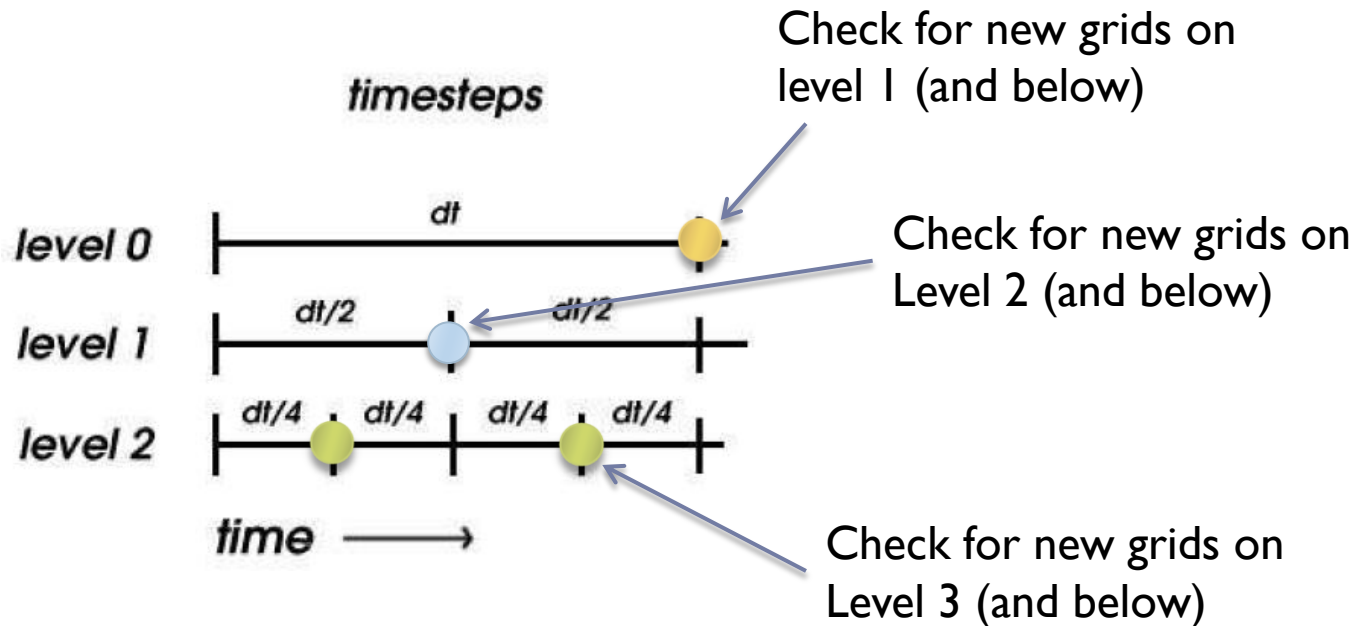 Check for new grids on
level 1 (and below)
timesteps
dt
level 0
Check for new grids on
Level 2 (and below)
dt/2 dt/2
level 1
dt/4 dt/4 dt/4 dt/4
level 2
time
Check for new grids on
Level 3 (and below)